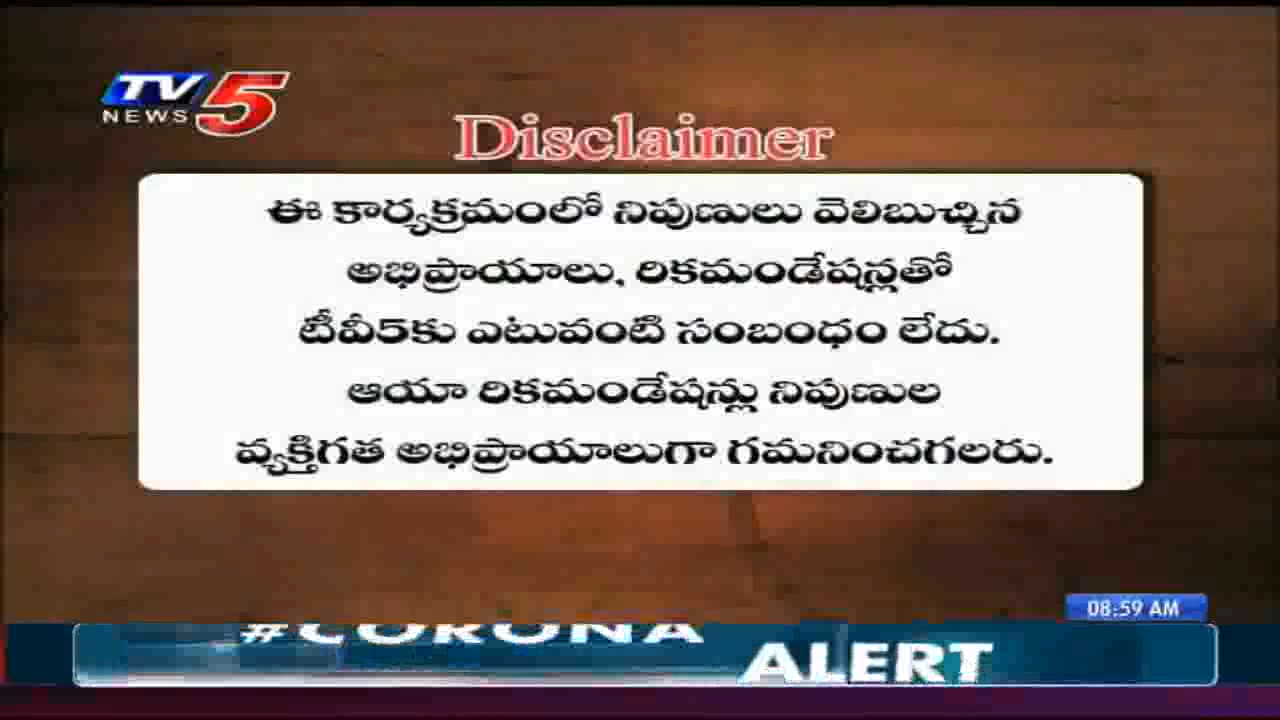 TV5
NEWS
Disclaimer
ఈ కార్యక్రమంలో నిపుణులు వెలిబుచ్చిన
అభిప్రాయాలు, రికమండేషన్లతో
టీవీ5కు ఎటువంటి సంబంధం లేదు.
ఆయా రికమండేషన్లు నిపుణుల
వ్యక్తిగత అభిప్రాయాలుగా గమనించగలరు.
08:59 AM
#CORONA
ALERT